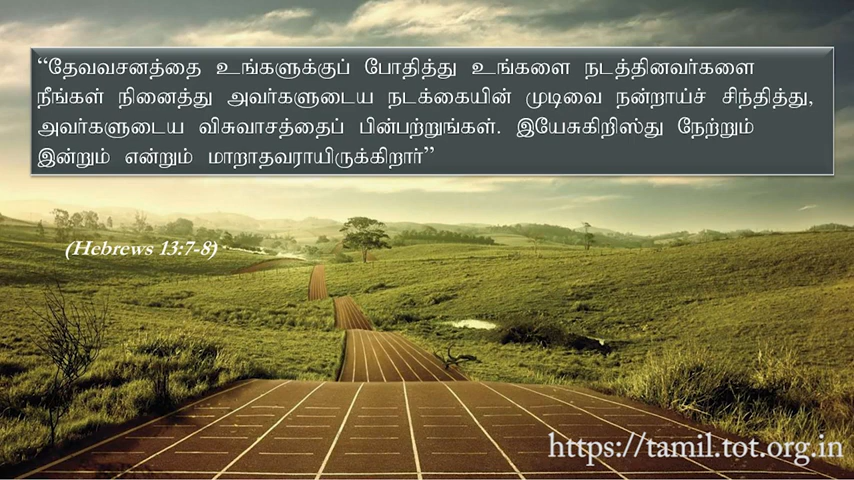 “தேவவசனத்தை உங்களுக்குப் போதித்து உங்களை நடத்தினவர்களை
நீங்கள் நினைத்து அவர்களுடைய நடக்கையின் முடிவை நன்றாய்ச் சிந்தித்து,
அவர்களுடைய விசுவாசத்தைப் பின்பற்றுங்கள். இயேசுகிறிஸ்து நேற்றும்
இன்றும் என்றும் மாறாதவராயிருக்கிறார்”
(Hebrews 13:7-8)
https://tamil.tot.org.in